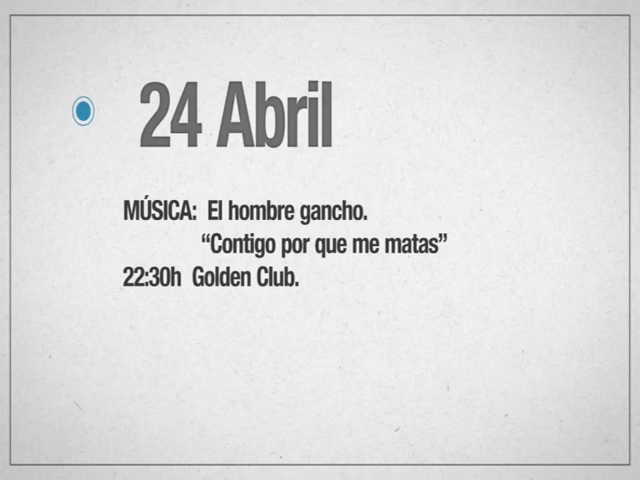 24 Abril
MÚSICA: El hombre gancho.
“Contigo por que me matas”
22:30h Golden Club.